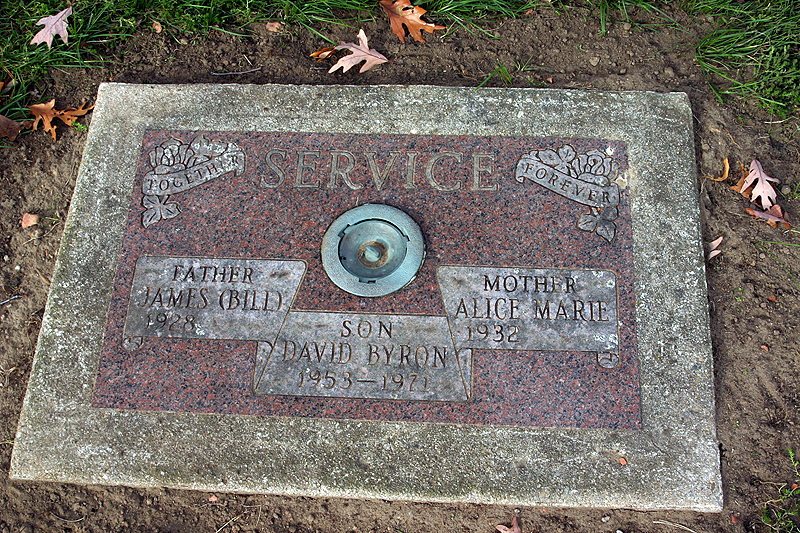 TOGETHER
SERVICE
FOREVER
FATHER
JAMES (BILL)
1928
MOTHER
ALICE MARIE
1932
SON
DAVID BYRON
1953—1971